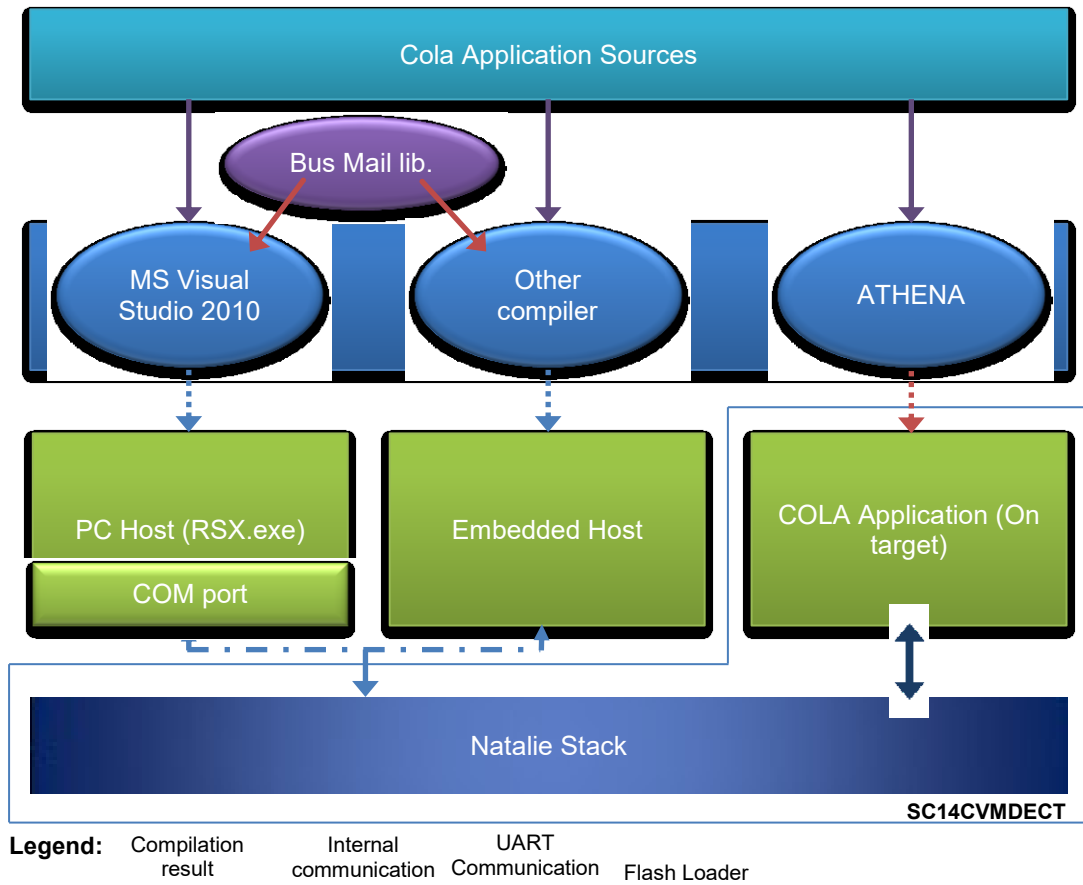 Cola Application Sources
Bus Mail lib.
MS Visual
Studio 2010
Other
compiler
ATHENA
PC Host (RSX.exe)
COM port
Embedded Host
COLA Application (On
target)
Natalie Stack
SC14CVMDECT
Legend:
Compilation
result
Internal
communication
UART
Communication
Flash Loader